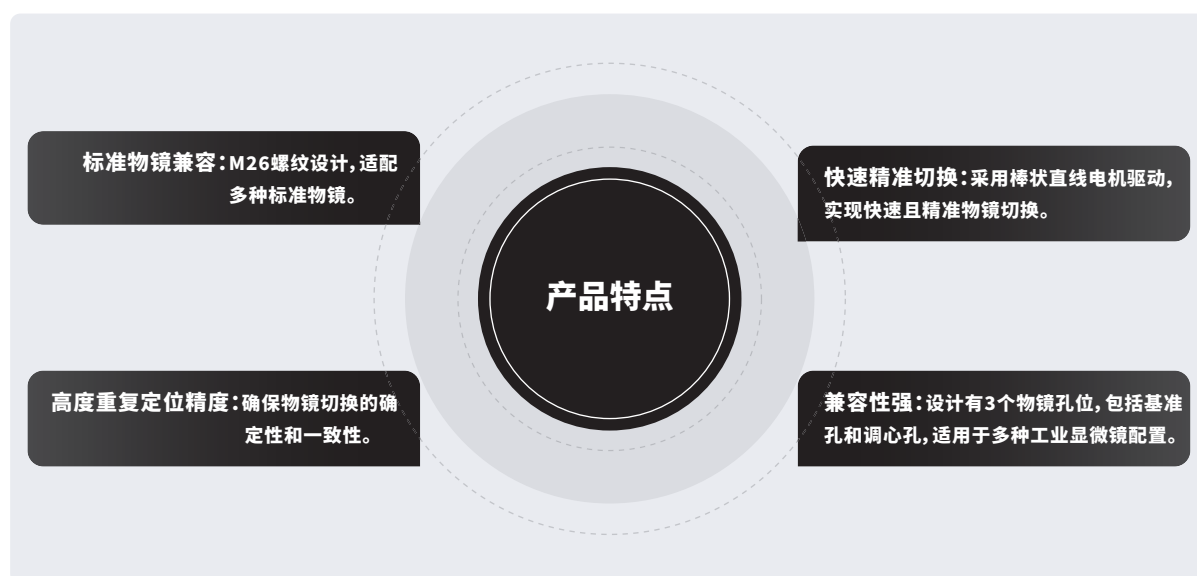 标准物镜兼容：M26螺纹设计，适配
多种标准物镜。
快速精准切换：采用棒状直线电机驱动，
实现快速且精准物镜切换。
产品特点
高度重复定位精度：确保物镜切换的确
定性和一致性。
兼容性强：设计有3个物镜孔位，包括基准
孔和调心孔，适用于多种工业显微镜配置。